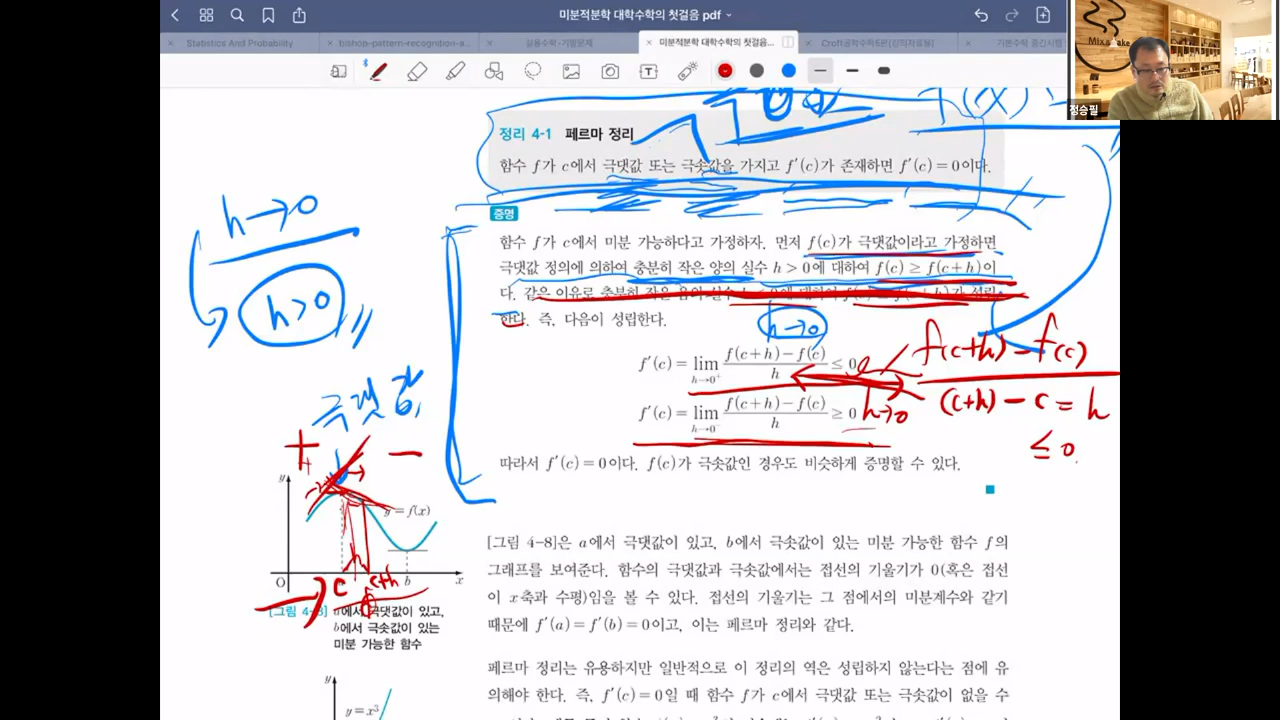 미분적분학 대학수학의 첫걸음 pdf
Statistics And Probability
bishop-pattern-recognition-a...
미분적분학 대학수학의 첫걸음...
Croft공학수학5판[강의자료용]
기본수학 중간시험
Mix & Bake
정승필
f(x)
정리 4-1 페르마 정리
함수 f가 c에서 극댓값 또는 극솟값을 가지고 f′(c)가 존재하면 f′(c)=0이다.
h→0
h>0
증명
함수 f가 c에서 미분 가능하다고 가정하자. 먼저 f(c)가 극댓값이라고 가정하면
극댓값 정의에 의하여 충분히 작은 양의 실수 h>0에 대하여 f(c)≥f(c+h)이
다. 같은 이유로 충분히 작은 음의 실수 h<0에 대하여 f(c)≥f(c+h)가 성립
한다. 즉, 다음이 성립한다.
h→0
f′(c)=lim h→0⁺ f(c+h)−f(c) / h ≤0
f′(c)=lim h→0⁻ f(c+h)−f(c) / h ≥0
h→0
f(c+h)−f(c)
(c+h)−c=h
≤0
따라서 f′(c)=0이다. f(c)가 극솟값인 경우도 비슷하게 증명할 수 있다.
극댓값
+ −
y
y=f(x)
O
c
h
c+h
b
x
[그림 4-8] a에서 극댓값이 있고,
b에서 극솟값이 있는
미분 가능한 함수
[그림 4-8]은 a에서 극댓값이 있고, b에서 극솟값이 있는 미분 가능한 함수 f의
그래프를 보여준다. 함수의 극댓값과 극솟값에서는 접선의 기울기가 0(혹은 접선
이 x축과 수평)임을 볼 수 있다. 접선의 기울기는 그 점에서의 미분계수와 같기
때문에 f′(a)=f′(b)=0이고, 이는 페르마 정리와 같다.
페르마 정리는 유용하지만 일반적으로 이 정리의 역은 성립하지 않는다는 점에 유
의해야 한다. 즉, f′(c)=0일 때 함수 f가 c에서 극댓값 또는 극솟값이 없을 수
y
y=x³